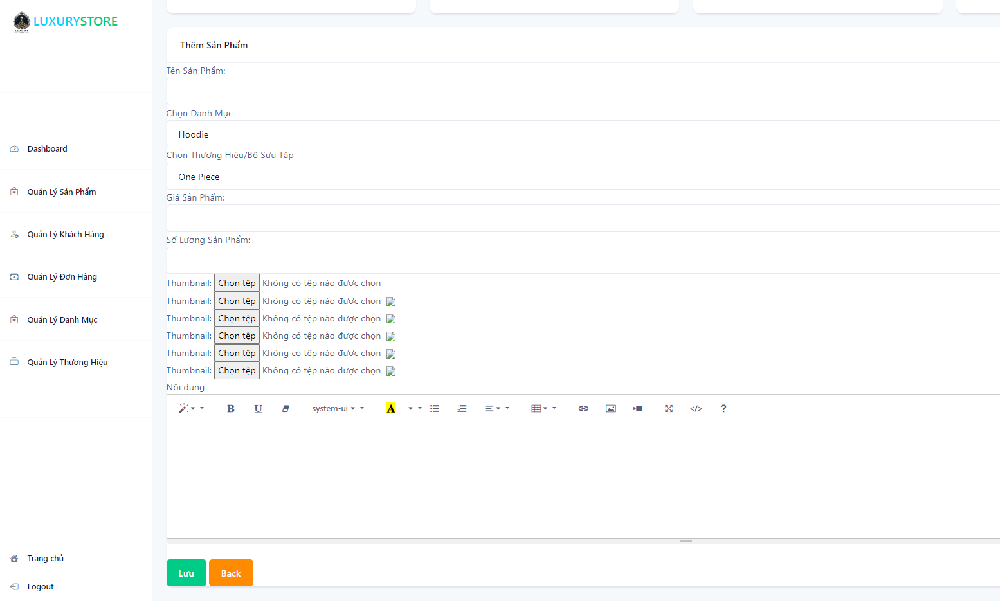 LUXURY
LUXURYSTORE
Dashboard
Quản Lý Sản Phẩm
Quản Lý Khách Hàng
Quản Lý Đơn Hàng
Quản Lý Danh Mục
Quản Lý Thương Hiệu
Trang chủ
Logout
Thêm Sản Phẩm
Tên Sản Phẩm:
Chọn Danh Mục
Hoodie
Chọn Thương Hiệu/Bộ Sưu Tập
One Piece
Giá Sản Phẩm:
Số Lượng Sản Phẩm:
Thumbnail: Chọn tệp Không có tệp nào được chọn
Thumbnail: Chọn tệp Không có tệp nào được chọn
Thumbnail: Chọn tệp Không có tệp nào được chọn
Thumbnail: Chọn tệp Không có tệp nào được chọn
Thumbnail: Chọn tệp Không có tệp nào được chọn
Thumbnail: Chọn tệp Không có tệp nào được chọn
Nội dung
B U system-ui A </> ?
Lưu Back